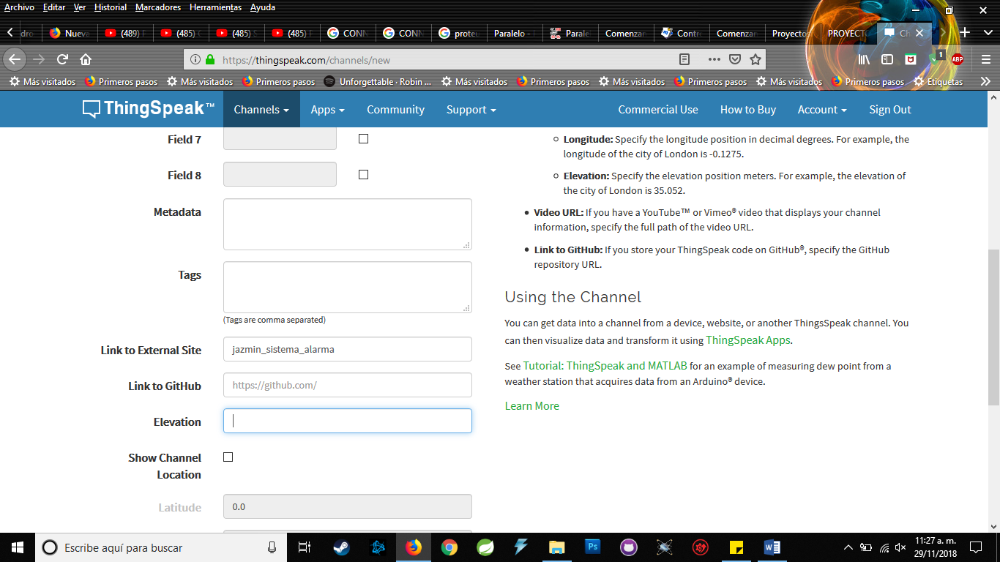 Archivo Editar Ver Historial Marcadores Herramientas Ayuda
dro Nueva (489) F (485) C (485) S (485) F CONN CONN proteu Paralelo - Parale Comenzar Contro Comenza Proyectos PROYECT Ch
https://thingspeak.com/channels/new
1 ABP
Más visitados Primeros pasos Más visitados Primeros pasos Unforgettable · Robin ... Más visitados Primeros pasos Más visitados Primeros pasos Más visitados Primeros pasos Etiquetas
ThingSpeak™ Channels Apps Community Support Commercial Use How to Buy Account Sign Out
Field 7
Field 8
Metadata
Tags
(Tags are comma separated)
Link to External Site jazmin_sistema_alarma
Link to GitHub https://github.com/
Elevation
Show Channel
Location
Latitude 0.0
Longitude: Specify the longitude position in decimal degrees. For example, the
longitude of the city of London is -0.1275.
Elevation: Specify the elevation position meters. For example, the elevation of
the city of London is 35.052.
Video URL: If you have a YouTube™ or Vimeo® video that displays your channel
information, specify the full path of the video URL.
Link to GitHub: If you store your ThingSpeak code on GitHub®, specify the GitHub
repository URL.
Using the Channel
You can get data into a channel from a device, website, or another ThingsSpeak channel. You
can then visualize data and transform it using ThingSpeak Apps.
See Tutorial: ThingSpeak and MATLAB for an example of measuring dew point from a
weather station that acquires data from an Arduino® device.
Learn More
Escribe aquí para buscar
Ps
11:27 a. m.
29/11/2018